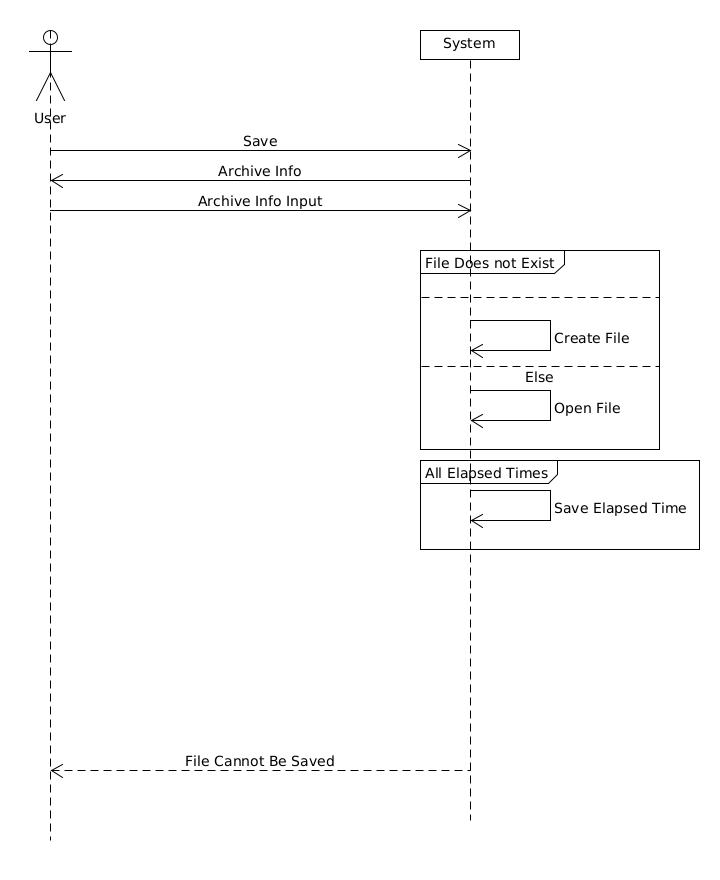 System
User
Save
Archive Info
Archive Info Input
File Does not Exist
Create File
Else
Open File
All Elapsed Times
Save Elapsed Time
File Cannot Be Saved